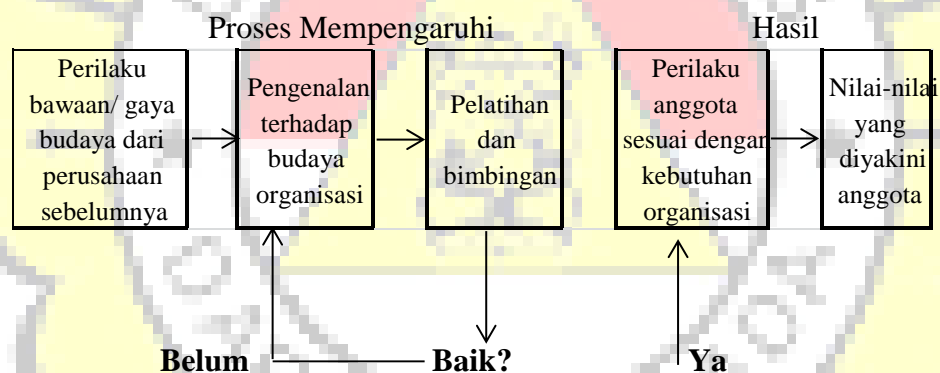 Proses Mempengaruhi
Hasil
Perilaku
bawaan/ gaya
budaya dari
perusahaan
sebelumnya
Pengenalan
terhadap
budaya
organisasi
Pelatihan
dan
bimbingan
Perilaku
anggota
sesuai dengan
kebutuhan
organisasi
Nilai-nilai
yang
diyakini
anggota
Belum
Baik?
Ya